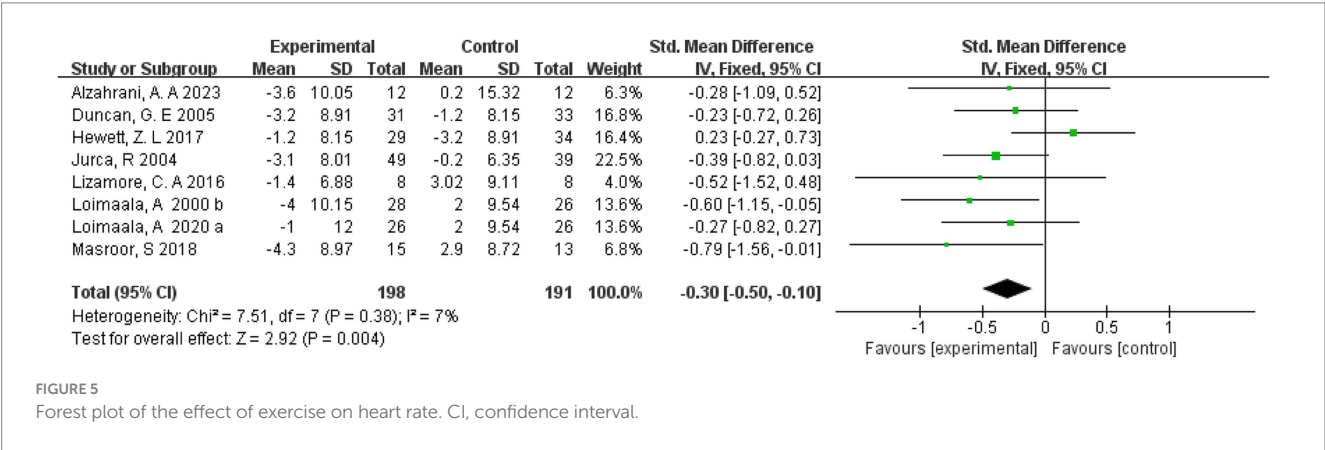 Experimental Control Std. Mean Difference Std. Mean Difference
Study or Subgroup Mean SD Total Mean SD Total Weight IV, Fixed, 95% CI IV, Fixed, 95% CI
Alzahrani, A. A 2023 -3.6 10.05 12 0.2 15.32 12 6.3% -0.28 [-1.09, 0.52]
Duncan, G. E 2005 -3.2 8.91 31 -1.2 8.15 33 16.8% -0.23 [-0.72, 0.26]
Hewett, Z. L 2017 -1.2 8.15 29 -3.2 8.91 34 16.4% 0.23 [-0.27, 0.73]
Jurca, R 2004 -3.1 8.01 49 -0.2 6.35 39 22.5% -0.39 [-0.82, 0.03]
Lizamore, C. A 2016 -1.4 6.88 8 3.02 9.11 8 4.0% -0.52 [-1.52, 0.48]
Loimaala, A 2000 b -4 10.15 28 2 9.54 26 13.6% -0.60 [-1.15, -0.05]
Loimaala, A 2020 a -1 12 26 2 9.54 26 13.6% -0.27 [-0.82, 0.27]
Masroor, S 2018 -4.3 8.97 15 2.9 8.72 13 6.8% -0.79 [-1.56, -0.01]
Total (95% CI) 198 191 100.0% -0.30 [-0.50, -0.10]
Heterogeneity: Chi² = 7.51, df = 7 (P = 0.38); I² = 7%
Test for overall effect: Z = 2.92 (P = 0.004)
-1 -0.5 0 0.5 1
Favours [experimental] Favours [control]
FIGURE 5
Forest plot of the effect of exercise on heart rate. CI, confidence interval.